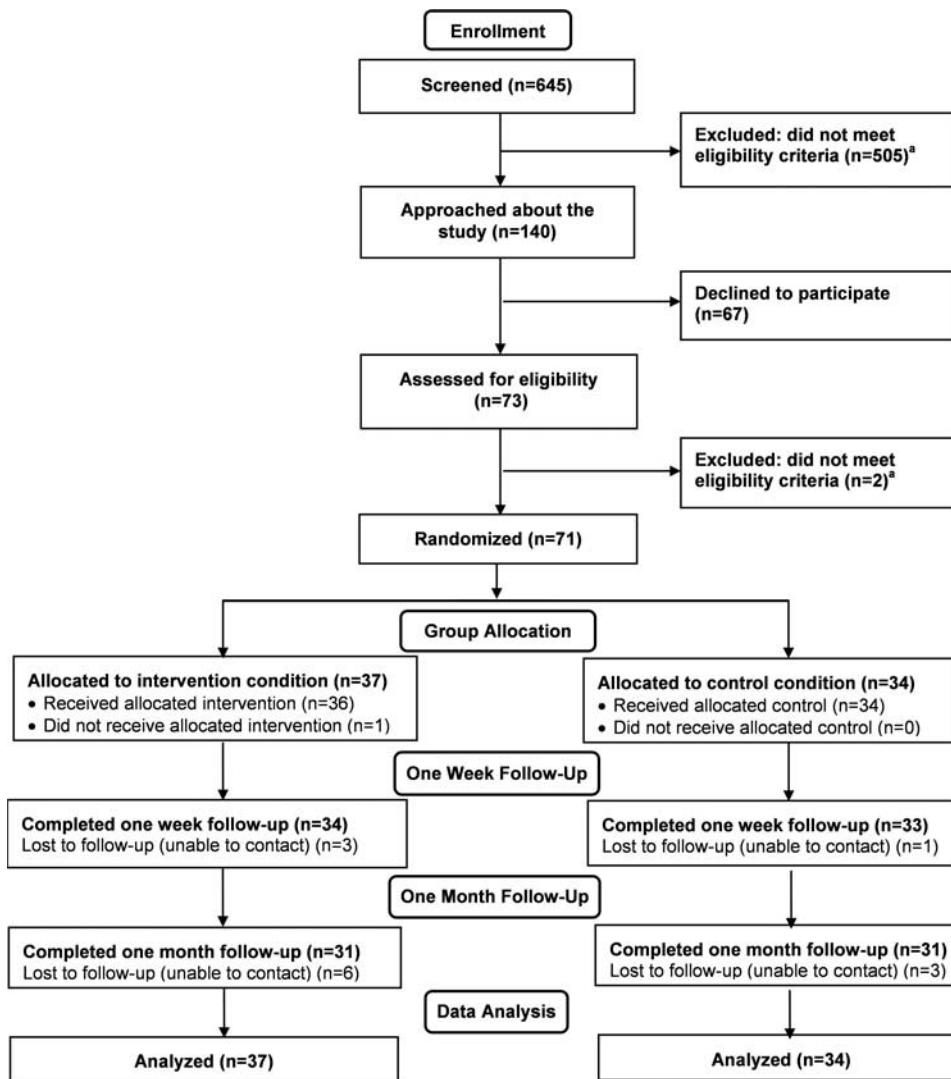 Enrollment
Screened (n=645)
Excluded: did not meet
eligibility criteria (n=505)a
Approached about the
study (n=140)
Declined to participate
(n=67)
Assessed for eligibility
(n=73)
Excluded: did not meet
eligibility criteria (n=2)a
Randomized (n=71)
Group Allocation
Allocated to intervention condition (n=37)
• Received allocated intervention (n=36)
• Did not receive allocated intervention (n=1)
Allocated to control condition (n=34)
• Received allocated control (n=34)
• Did not receive allocated control (n=0)
One Week Follow-Up
Completed one week follow-up (n=34)
Lost to follow-up (unable to contact) (n=3)
Completed one week follow-up (n=33)
Lost to follow-up (unable to contact) (n=1)
One Month Follow-Up
Completed one month follow-up (n=31)
Lost to follow-up (unable to contact) (n=6)
Completed one month follow-up (n=31)
Lost to follow-up (unable to contact) (n=3)
Data Analysis
Analyzed (n=37)
Analyzed (n=34)